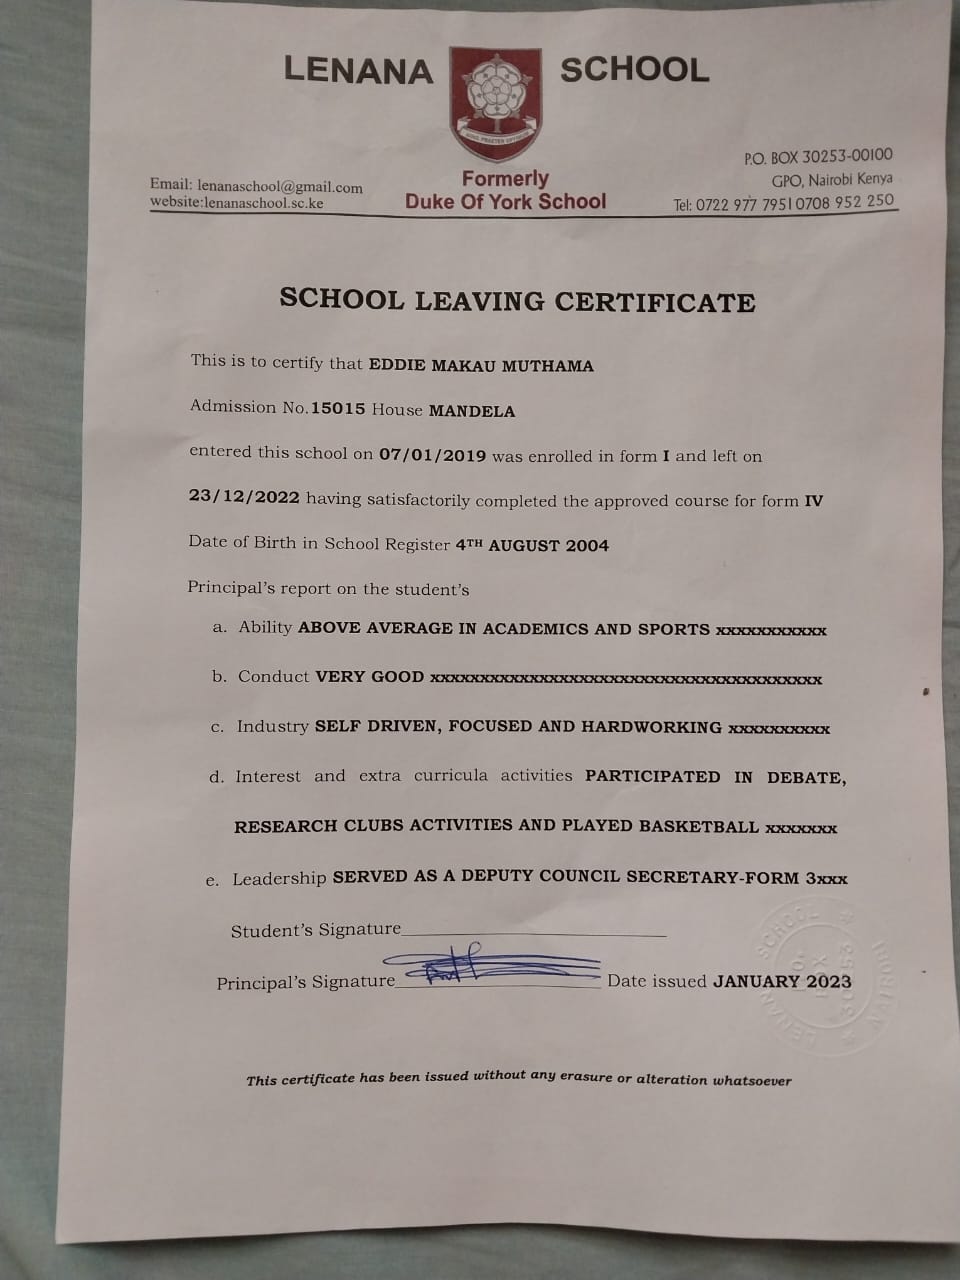 LENANA SCHOOL
Formerly
Duke Of York School
Email: lenanaschool@gmail.com
website:lenanaschool.sc.ke
P.O. BOX 30253-00100
GPO, Nairobi Kenya
Tel: 0722 977 795| 0708 952 250
SCHOOL LEAVING CERTIFICATE
This is to certify that EDDIE MAKAU MUTHAMA
Admission No.15015 House MANDELA
entered this school on 07/01/2019 was enrolled in form I and left on
23/12/2022 having satisfactorily completed the approved course for form IV
Date of Birth in School Register 4TH AUGUST 2004
Principal's report on the student's
a. Ability ABOVE AVERAGE IN ACADEMICS AND SPORTS xxxxxxxxxxx
b. Conduct VERY GOOD xxxxxxxxxxxxxxxxxxxxxxxxxxxxxxxxxxxxxxx
c. Industry SELF DRIVEN, FOCUSED AND HARDWORKING xxxxxxxxxx
d. Interest and extra curricula activities PARTICIPATED IN DEBATE,
RESEARCH CLUBS ACTIVITIES AND PLAYED BASKETBALL xxxxxxx
e. Leadership SERVED AS A DEPUTY COUNCIL SECRETARY-FORM 3xxx
Student's Signature
Principal's Signature Date issued JANUARY 2023
LENANA SCHOOL
BOX
30253
This certificate has been issued without any erasure or alteration whatsoever